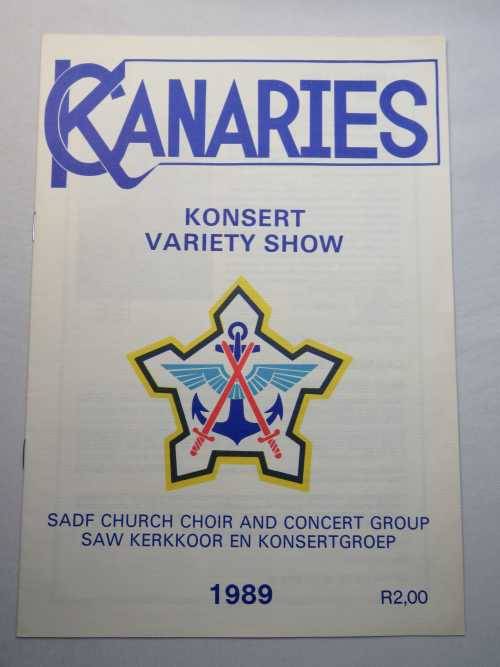 KANARIES
KONSERT
VARIETY SHOW
SADF CHURCH CHOIR AND CONCERT GROUP
SAW KERKKOOR EN KONSERTGROEP
1989
R2,00